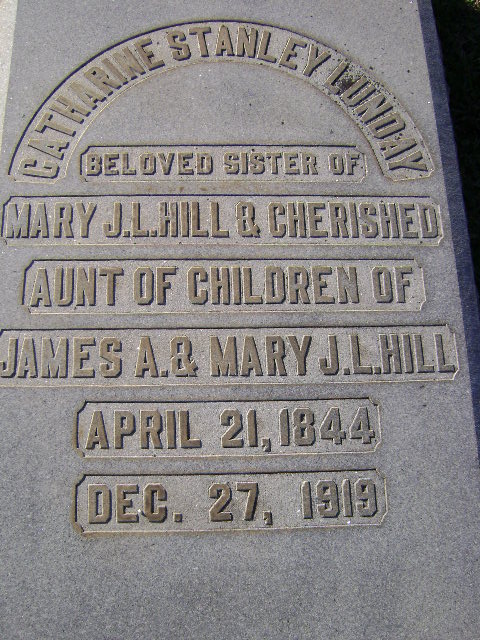 CATHARINE STANLEY LUNDAY
BELOVED SISTER OF
MARY J.L.HILL & CHERISHED
AUNT OF CHILDREN OF
JAMES A.& MARY J.L.HILL
APRIL 21, 1844
DEC. 27, 1919